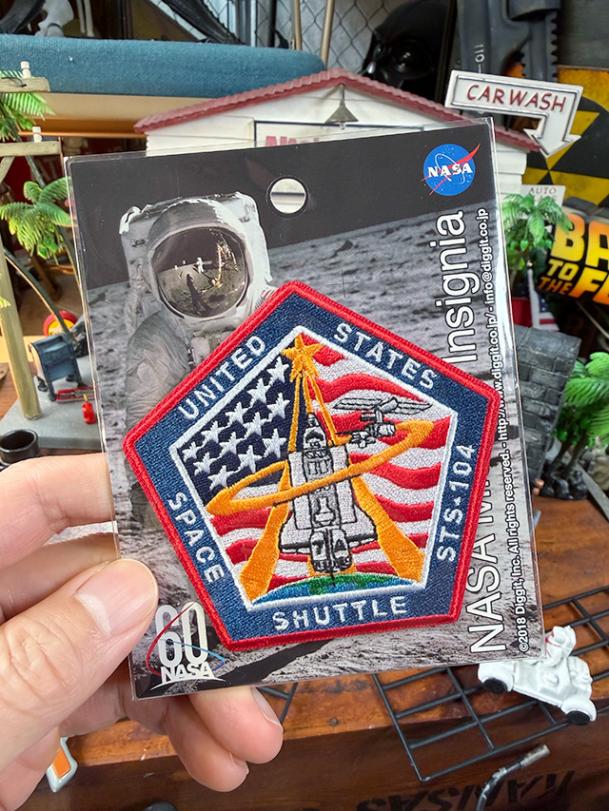 CARWASH
NASA
AUTO
BA
TO
THE F
UNITED STATES
SPACE
STS★104
SHUTTLE
60
NASA
NASA M
Insignia
©2018 Diggit, Inc. All rights reserved. - http://
w.diggit.co.jp/ - info@diggit.co.jp